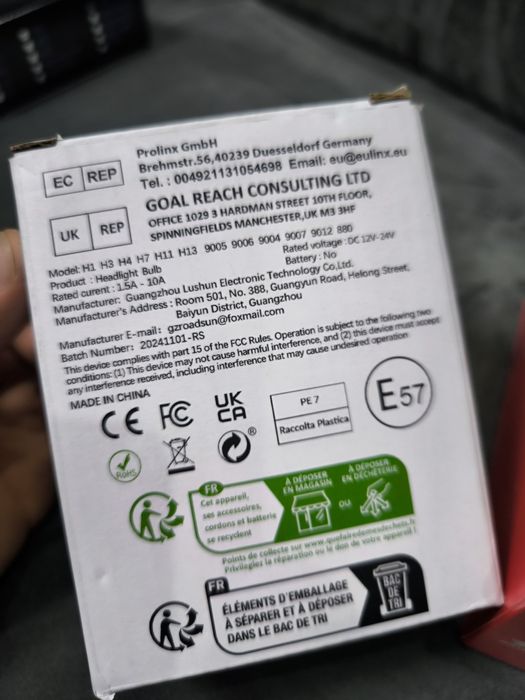 EC REP
Prolinx GmbH
Brehmstr.56,40239 Duesseldorf Germany
Tel. : 004921131054698 Email: eu@eulinx.eu
UK REP
GOAL REACH CONSULTING LTD
OFFICE 1029 3 HARDMAN STREET 10TH FLOOR,
SPINNINGFIELDS MANCHESTER,UK M3 3HF
Model: H1 H3 H4 H7 H11 H13 9005 9006 9004 9007 9012 880
Product : Headlight Bulb
Rated voltage : DC 12V-24V
Rated curent : 1.5A - 10A
Battery : No
Manufacturer: Guangzhou Lushun Electronic Technology Co,Ltd.
Manufacturer's Address : Room 501, No. 388, Guangyun Road, Helong Street,
Baiyun District, Guangzhou
Manufacturer E-mail: gzroadsun@foxmail.com
Batch Number: 20241101-RS
This device complies with part 15 of the FCC Rules. Operation is subject to the following two
conditions: (1) This device may not cause harmful interference, and (2) this device must accept
any interference received, including interference that may cause undesired operation.
MADE IN CHINA
CE FC UK CA
PE 7
Raccolta Plastica
E57
RoHS
®
FR
Cet appareil,
ses accessoires,
cordons et batterie
se recyclent
À DÉPOSER
EN MAGASIN
OU
À DÉPOSER
EN DÉCHÈTERIE
Points de collecte sur www.quefairedemesdechets.fr
Privilégiez la réparation ou le don de votre appareil !
FR
ÉLÉMENTS D'EMBALLAGE
À SÉPARER ET À DÉPOSER
DANS LE BAC DE TRI
BAC
DE
TRI